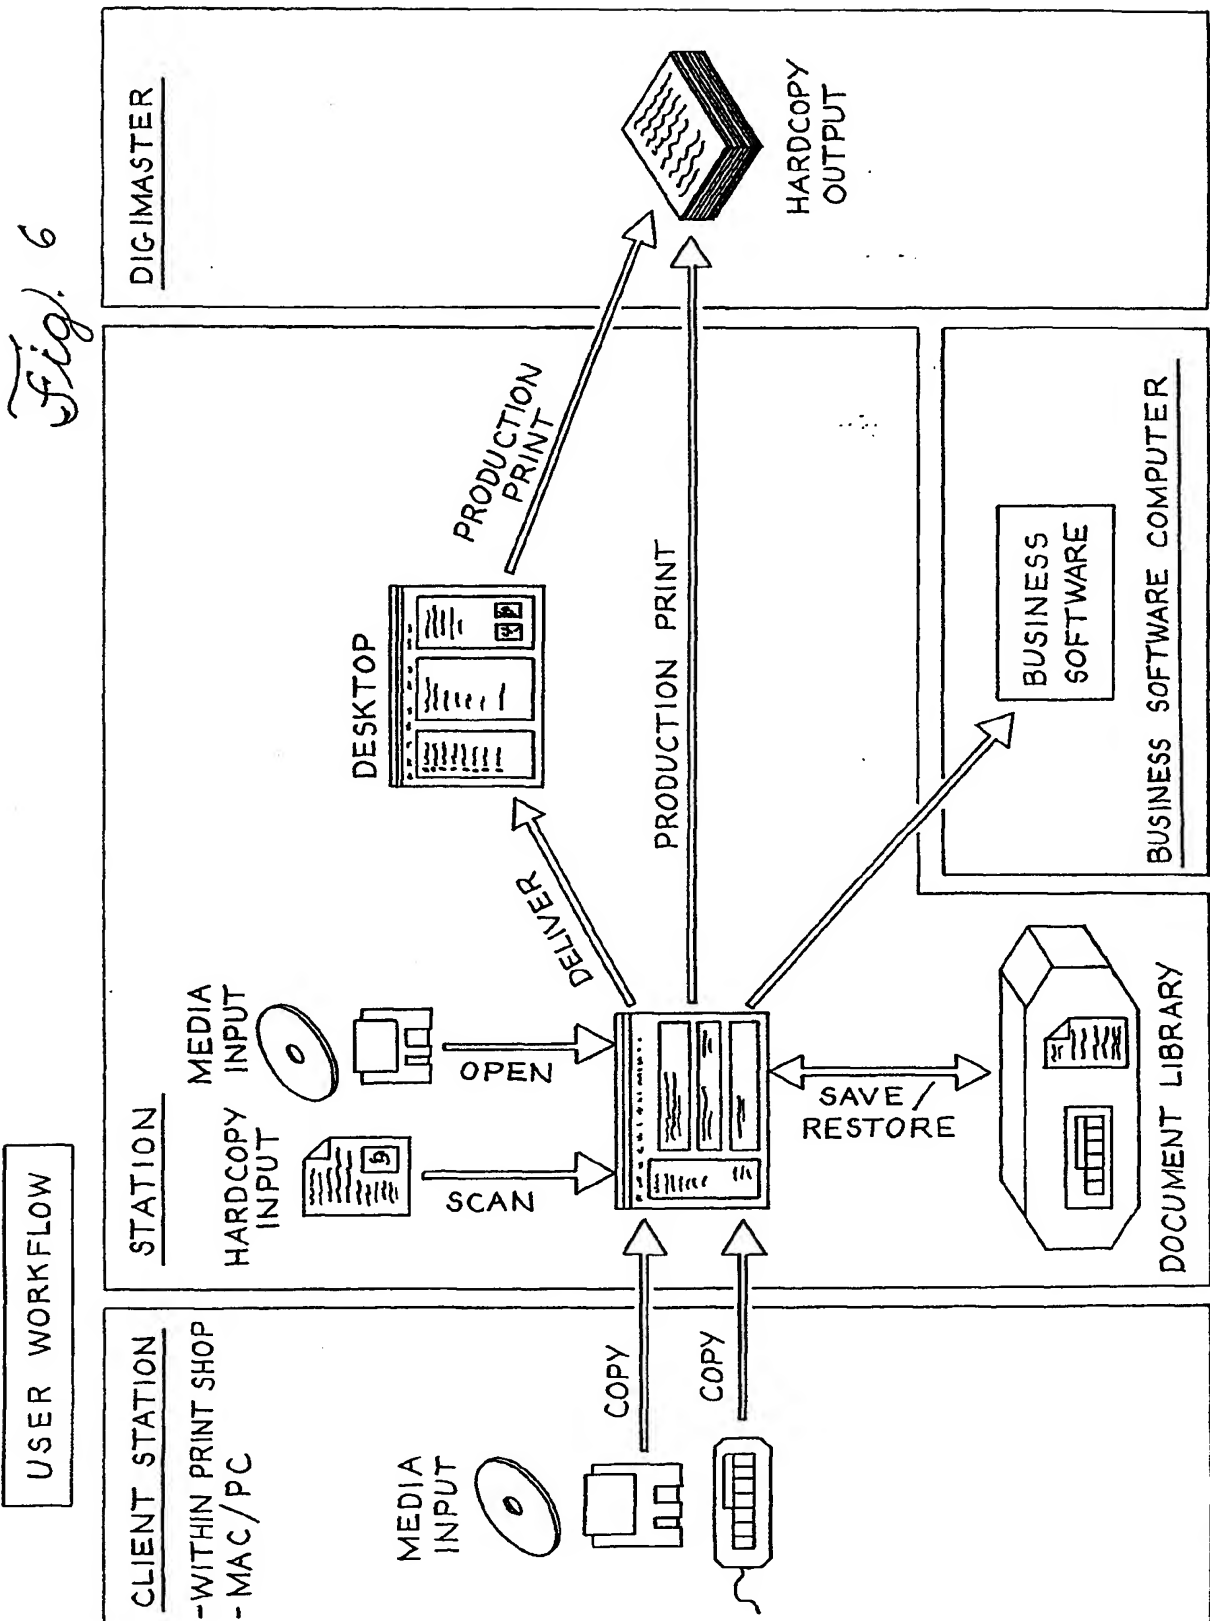 Fig. 6
USER WORKFLOW
CLIENT STATION
-WITHIN PRINT SHOP
- MAC/PC
MEDIA
INPUT
COPY
COPY
STATION
HARDCOPY
INPUT
MEDIA
INPUT
SCAN
OPEN
SAVE/
RESTORE
DOCUMENT LIBRARY
DELIVER
DESKTOP
PRODUCTION
PRINT
PRODUCTION PRINT
BUSINESS
SOFTWARE
BUSINESS SOFTWARE COMPUTER
DIGIMASTER
HARDCOPY
OUTPUT